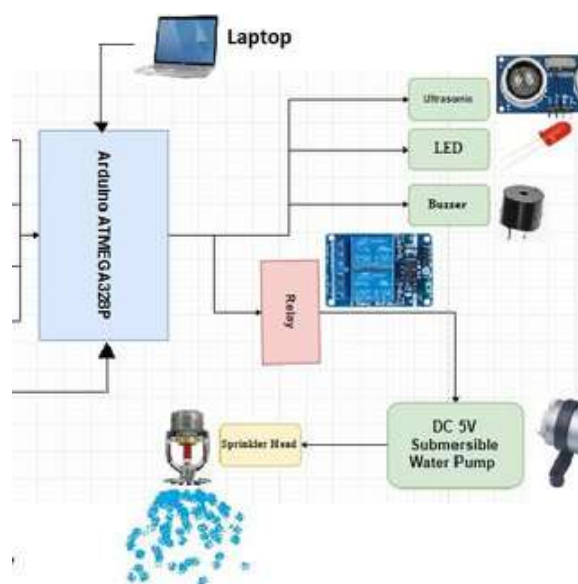 Laptop
Ultrasonic
LED
Buzzer
Arduino ATMEGA328P
Relay
DC 5V
Submersible
Water Pump
Sprinkler Head